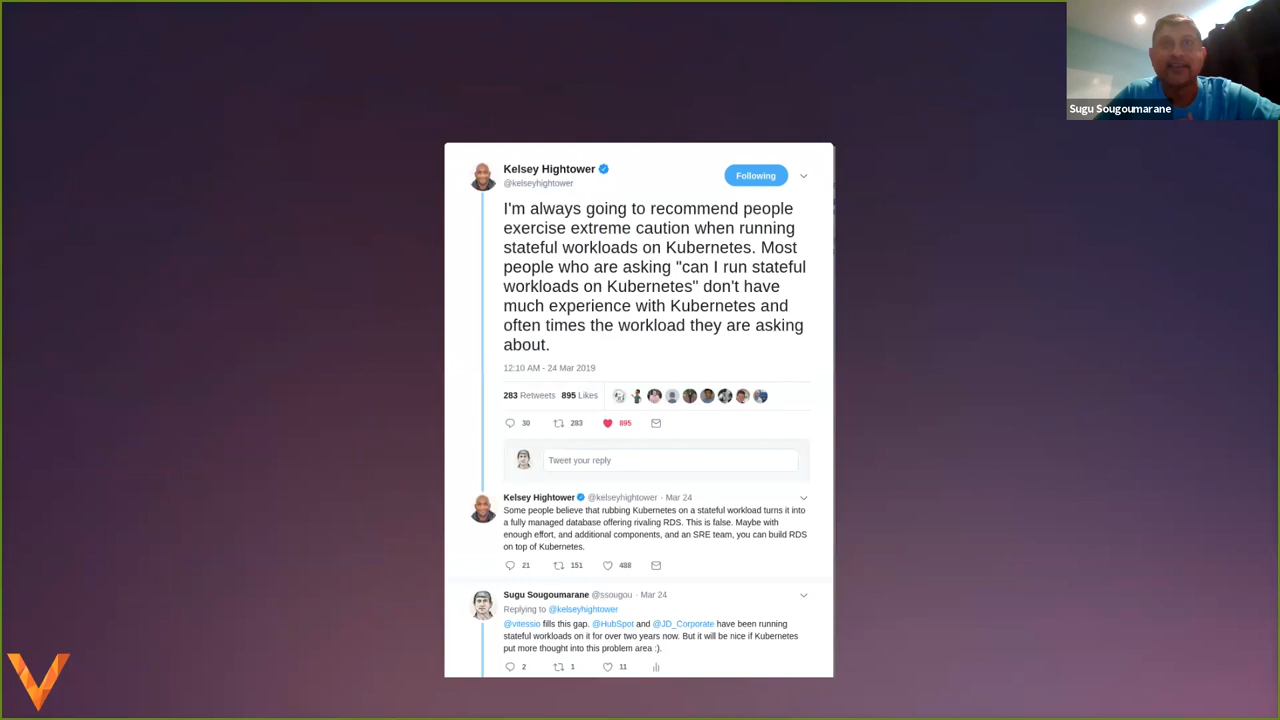 Sugu Sougoumarane
Kelsey Hightower
@kelseyhightower
Following
I'm always going to recommend people
exercise extreme caution when running
stateful workloads on Kubernetes. Most
people who are asking "can I run stateful
workloads on Kubernetes" don't have
much experience with Kubernetes and
often times the workload they are asking
about.
12:10 AM - 24 Mar 2019
283 Retweets 895 Likes
30 283 895
Tweet your reply
Kelsey Hightower @kelseyhightower · Mar 24
Some people believe that rubbing Kubernetes on a stateful workload turns it into
a fully managed database offering rivaling RDS. This is false. Maybe with
enough effort, and additional components, and an SRE team, you can build RDS
on top of Kubernetes.
21 151 488
Sugu Sougoumarane @ssougou · Mar 24
Replying to @kelseyhightower
@vitessio fills this gap. @HubSpot and @JD_Corporate have been running
stateful workloads on it for over two years now. But it will be nice if Kubernetes
put more thought into this problem area :).
2 1 11